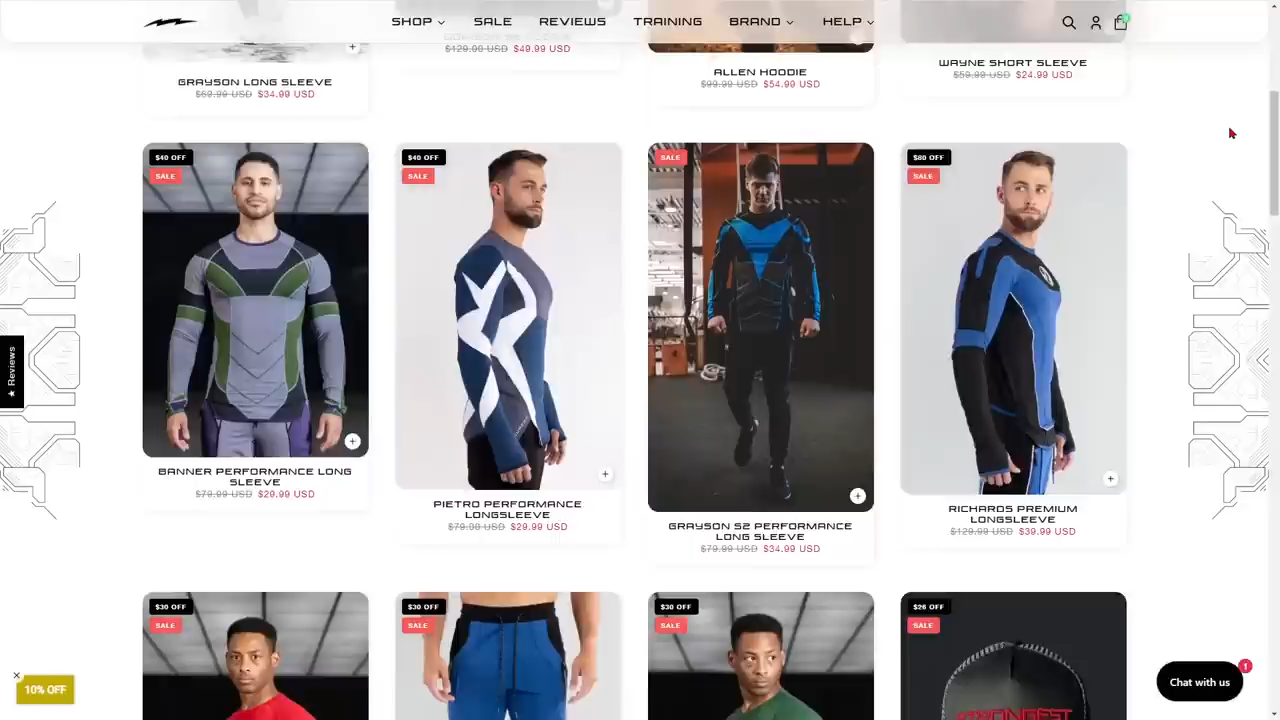 SHOP
SALE
REVIEWS
TRAINING
BRAND
HELP
$129.00 USD $49.99 USD
GRAYSON LONG SLEEVE
$69.99 USD $34.99 USD
ALLEN HOODIE
$99.99 USD $54.99 USD
WAYNE SHORT SLEEVE
$59.99 USD $24.99 USD
$40 OFF
SALE
BANNER PERFORMANCE LONG
SLEEVE
$79.99 USD $29.99 USD
$40 OFF
SALE
PIETRO PERFORMANCE
LONGSLEEVE
$79.00 USD $29.99 USD
SALE
GRAYSON S2 PERFORMANCE
LONG SLEEVE
$79.99 USD $34.99 USD
$80 OFF
SALE
RICHARDS PREMIUM
LONGSLEEVE
$129.99 USD $39.99 USD
★ Reviews
$30 OFF
SALE
$30 OFF
SALE
$30 OFF
SALE
$26 OFF
SALE
STRONGEST
10% OFF
Chat with us
1